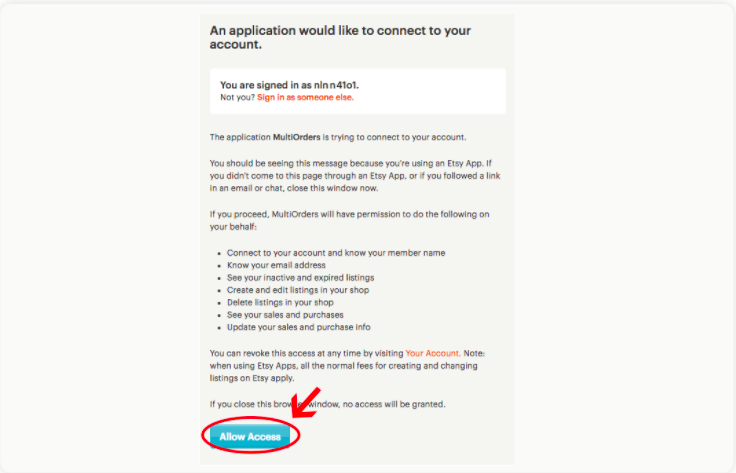 An application would like to connect to your
account.
You are signed in as nlnn41o1.
Not you? Sign in as someone else.
The application MultiOrders is trying to connect to your account.
You should be seeing this message because you're using an Etsy App. If
you didn't come to this page through an Etsy App, or if you followed a link
in an email or chat, close this window now.
If you proceed, MultiOrders will have permission to do the following on
your behalf:
• Connect to your account and know your member name
• Know your email address
• See your inactive and expired listings
• Create and edit listings in your shop
• Delete listings in your shop
• See your sales and purchases
• Update your sales and purchase info
You can revoke this access at any time by visiting Your Account. Note:
when using Etsy Apps, all the normal fees for creating and changing
listings on Etsy apply.
If you close this browser window, no access will be granted.
Allow Access